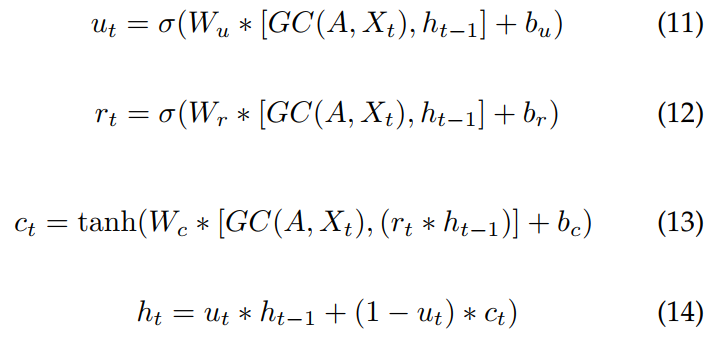 u_t = σ(W_u * [GC(A, X_t), h_{t−1}] + b_u) (11)
r_t = σ(W_r * [GC(A, X_t), h_{t−1}] + b_r) (12)
c_t = tanh(W_c * [GC(A, X_t), (r_t * h_{t−1})] + b_c) (13)
h_t = u_t * h_{t−1} + (1 − u_t) * c_t) (14)